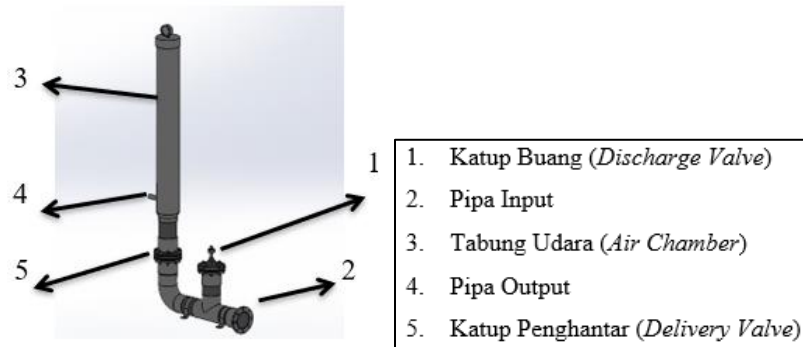 3
1
4
5
2
1. Katup Buang (Discharge Valve)
2. Pipa Input
3. Tabung Udara (Air Chamber)
4. Pipa Output
5. Katup Penghantar (Delivery Valve)